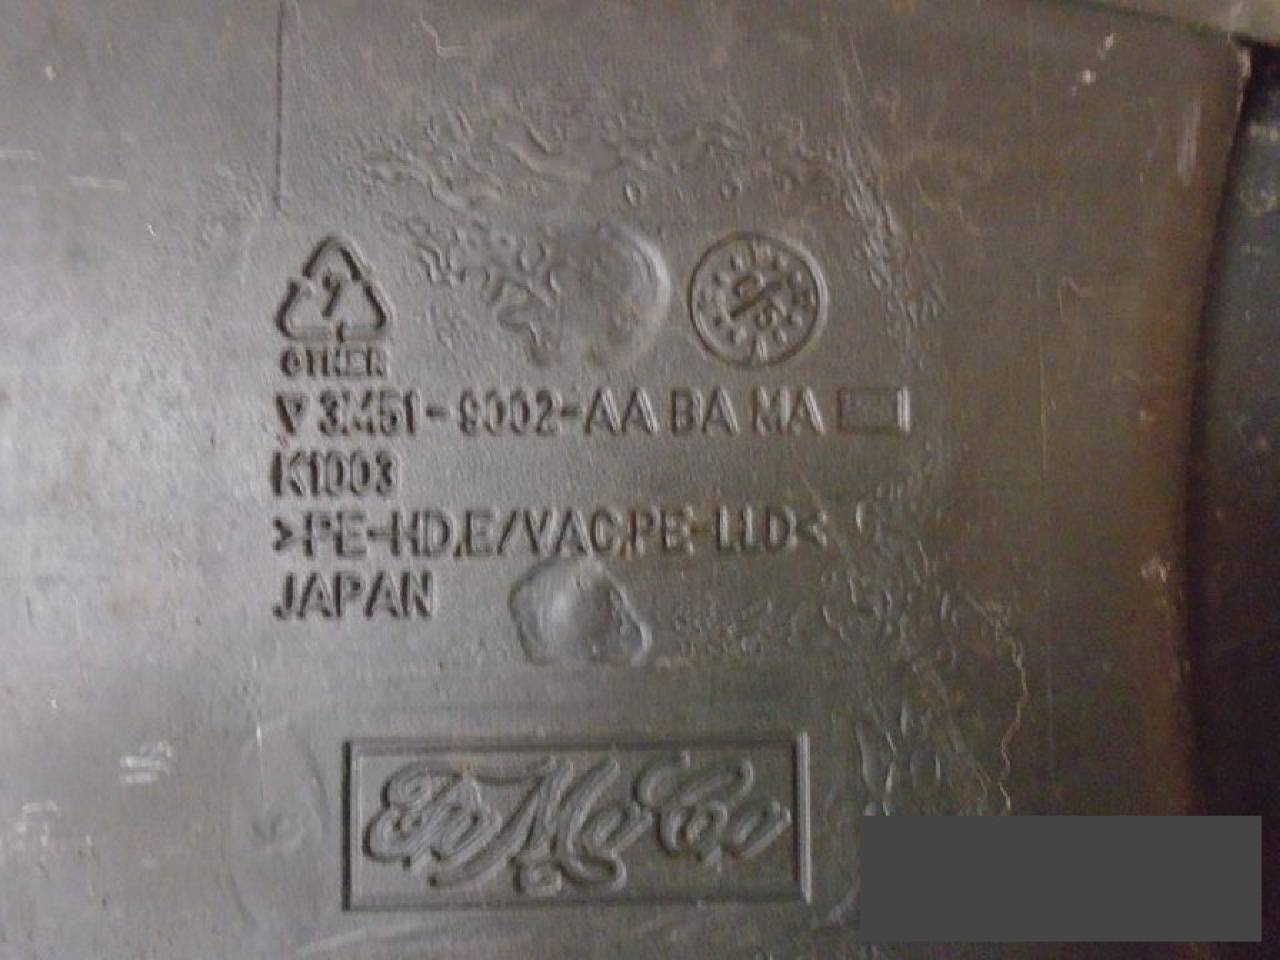 7
OTHER
3M51-9002-AA BA MA
K1003
>PE-HD,E/VAC,PE-LLD<
JAPAN
FoMoCo